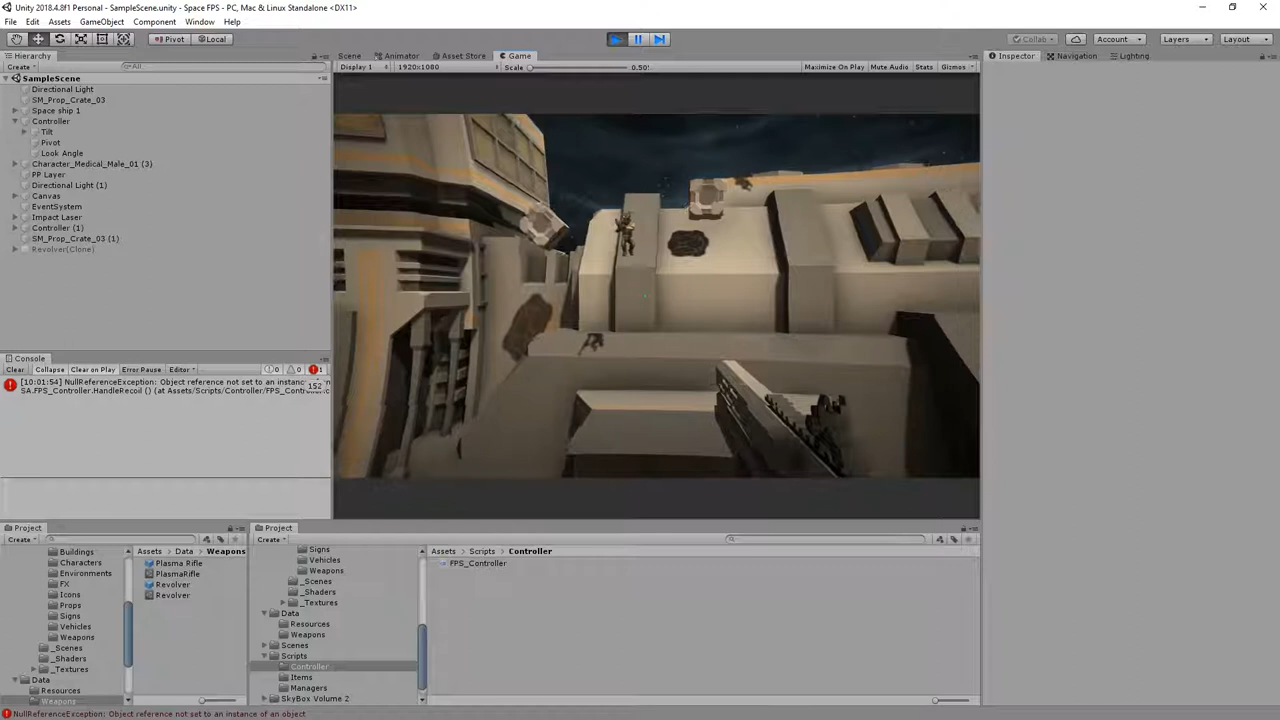 Unity 2018.4.8f1 Personal - SampleScene.unity - Space FPS - PC, Mac & Linux Standalone <DX11>
File Edit Assets GameObject Component Window Help
Pivot Local Collab Account Layers Layout
Hierarchy
Create All
SampleScene
Directional Light
SM_Prop_Crate_03
Space ship 1
Controller
Tilt
Pivot
Look Angle
Character_Medical_Male_01 (3)
PP Layer
Directional Light (1)
Canvas
EventSystem
Impact Laser
Controller (1)
SM_Prop_Crate_03 (1)
Revolver(Clone)
Scene Animator Asset Store Game
Display 1 1920x1080 Scale 0.50: Maximize On Play Mute Audio Stats Gizmos
Inspector Navigation Lighting
Console
Clear Collapse Clear on Play Error Pause Editor 0 0 1
[10:01:54] NullReferenceException: Object reference not set to an instan
152
SA.FPS_Controller.HandleRecoil () (at Assets/Scripts/Controller/FPS_Controller.c
Project
Create
Buildings
Characters
Environments
FX
Icons
Props
Signs
Vehicles
Weapons
_Scenes
_Shaders
_Textures
Data
Resources
Weapons
Assets Data Weapons
Plasma Rifle
PlasmaRifle
Revolver
Revolver
Project
Create
Signs
Vehicles
Weapons
_Scenes
_Shaders
_Textures
Data
Resources
Weapons
Scenes
Scripts
Controller
Items
Managers
SkyBox Volume 2
Assets Scripts Controller
FPS_Controller
NullReferenceException: Object reference not set to an instance of an object